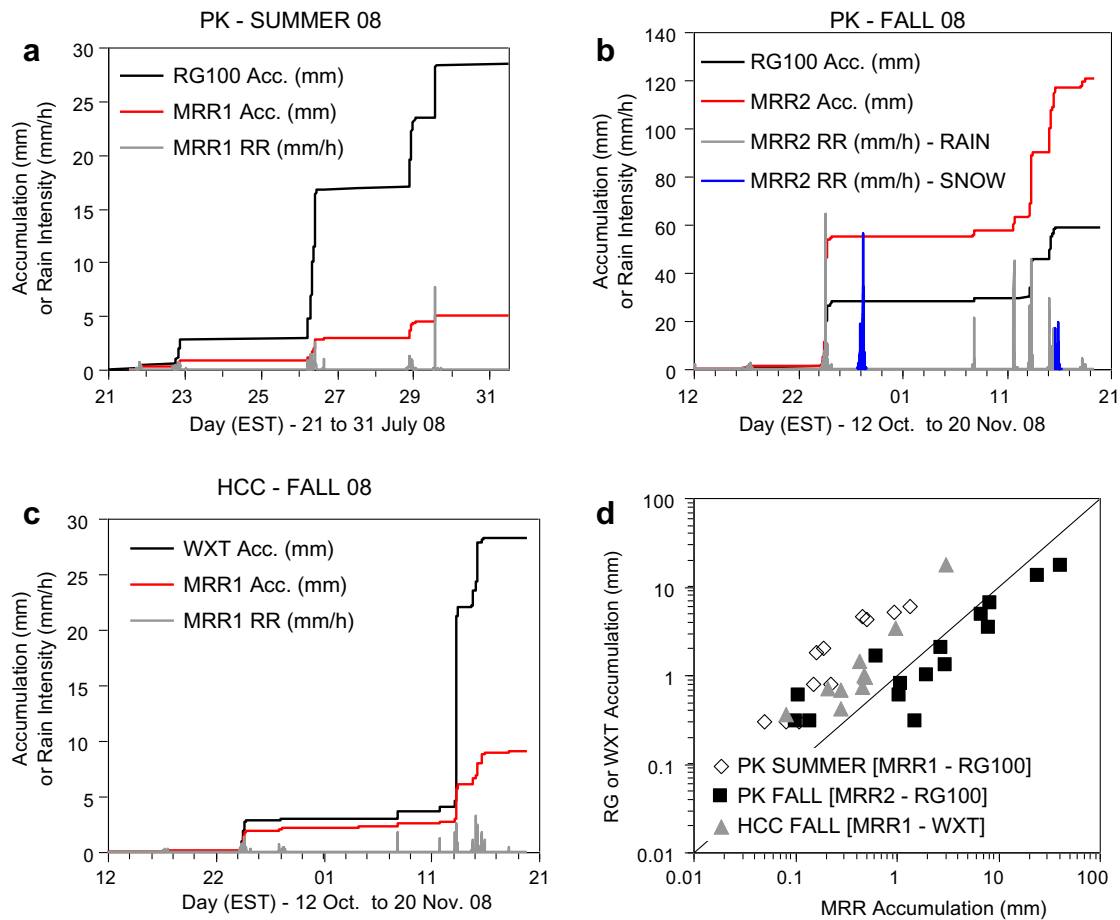 PK - SUMMER 08
a
30
25
20
15
10
5
0
Accumulation (mm)
or Rain Intensity (mm/h)
RG100 Acc. (mm)
MRR1 Acc. (mm)
MRR1 RR (mm/h)
21 23 25 27 29 31
Day (EST) - 21 to 31 July 08
PK - FALL 08
b
140
120
100
80
60
40
20
0
Accumulation (mm)
or Rain Intensity (mm/h)
RG100 Acc. (mm)
MRR2 Acc. (mm)
MRR2 RR (mm/h) - RAIN
MRR2 RR (mm/h) - SNOW
12 22 01 11 21
Day (EST) - 12 Oct. to 20 Nov. 08
HCC - FALL 08
c
30
25
20
15
10
5
0
Accumulation (mm)
or Rain Intensity (mm/h)
WXT Acc. (mm)
MRR1 Acc. (mm)
MRR1 RR (mm/h)
12 22 01 11 21
Day (EST) - 12 Oct. to 20 Nov. 08
d
100
10
1
0.1
0.01
RG or WXT Accumulation (mm)
PK SUMMER [MRR1 - RG100]
PK FALL [MRR2 - RG100]
HCC FALL [MRR1 - WXT]
0.01 0.1 1 10 100
MRR Accumulation (mm)